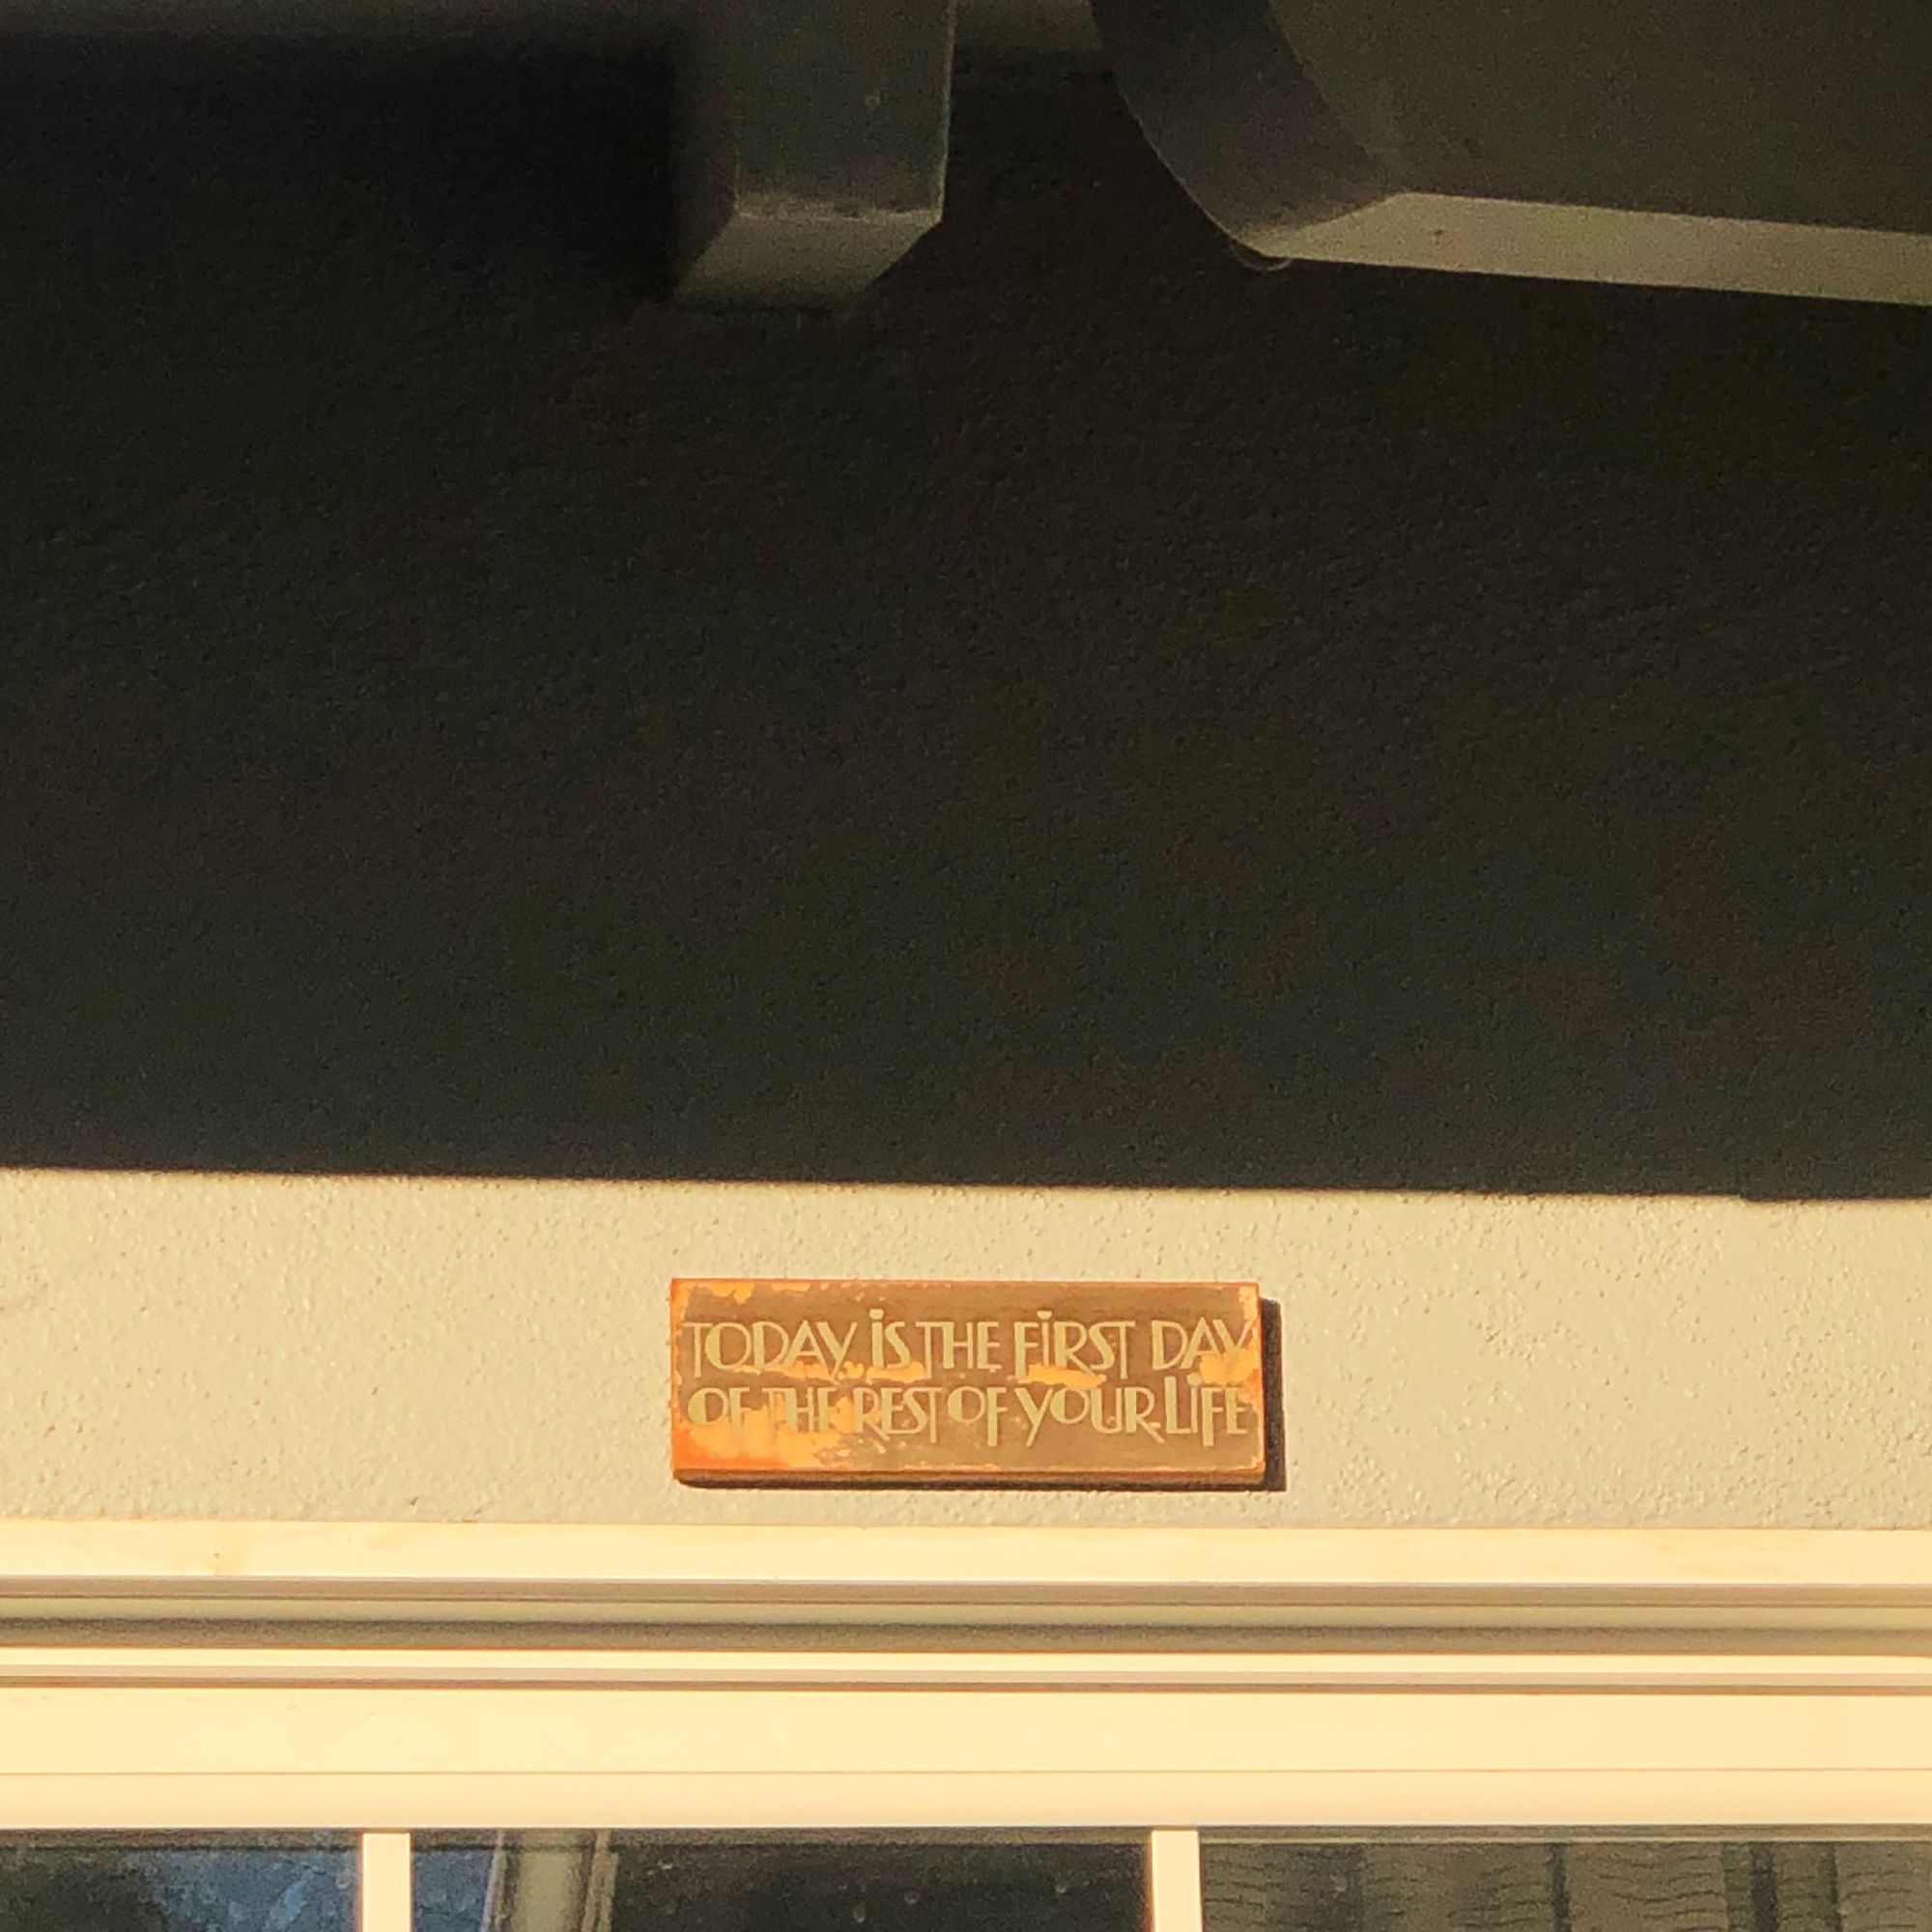 TODAY iS THE FiRST DAY
OF THE REST OF YOUR LiFE